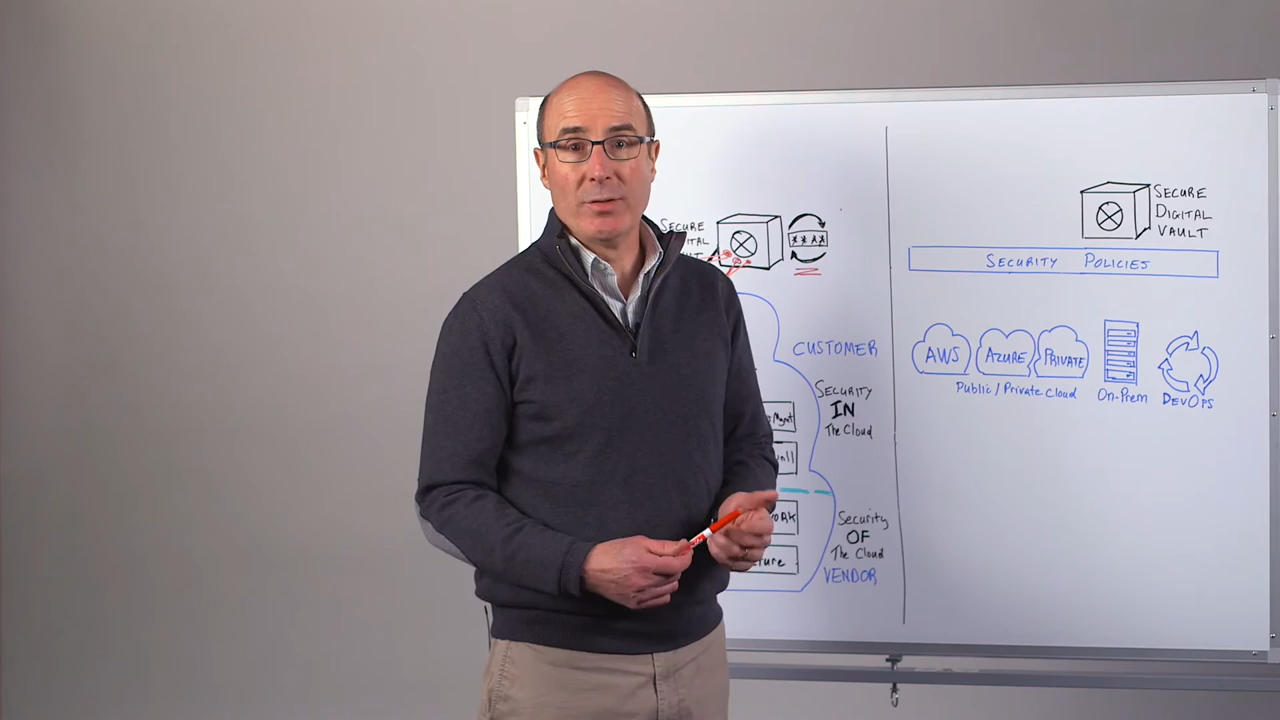 SECURE
* * * *
CUSTOMER
SECURITY
IN
The Cloud
Security
OF
The Cloud
VENDOR
SECURE
DIGITAL
VAULT
SECURITY POLICIES
AWS
AZURE
PRIVATE
Public / Private Cloud
On-Prem
DevOps